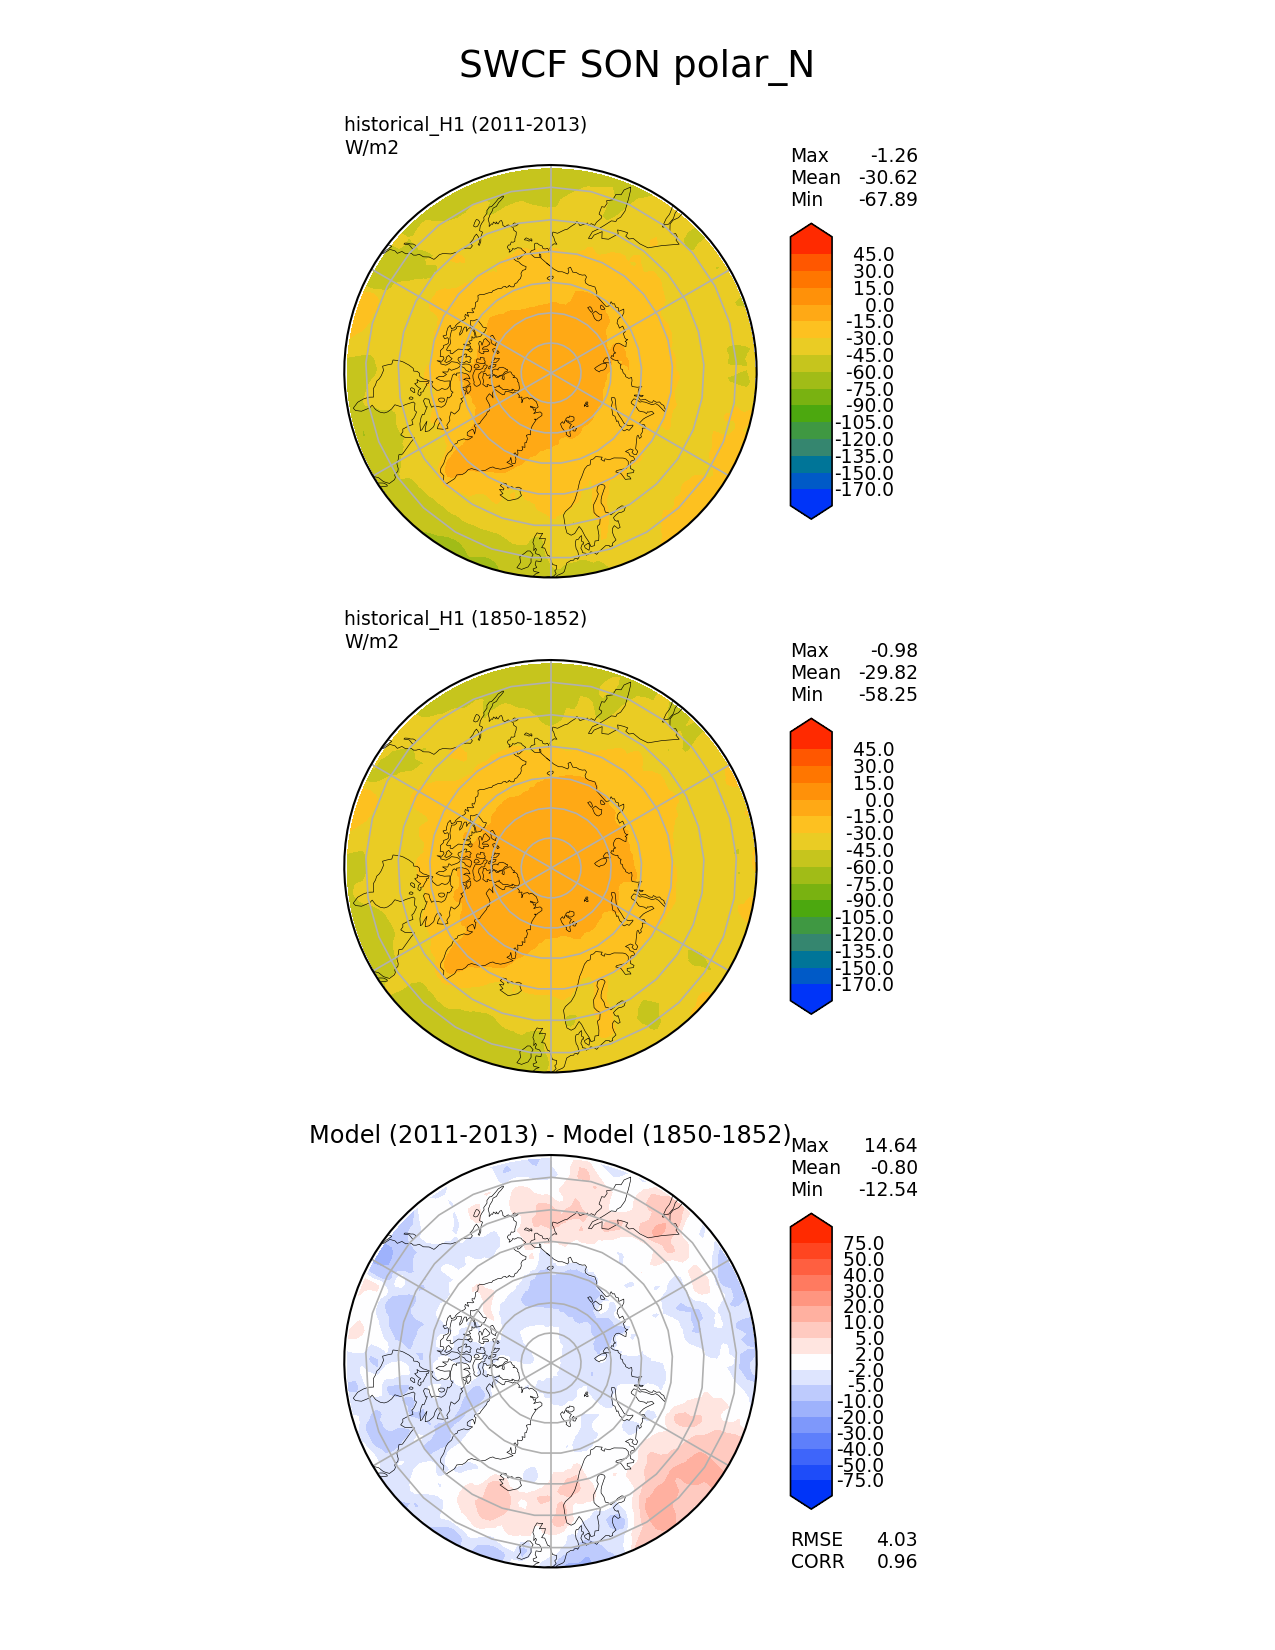 SWCF SON polar_N
historical_H1 (2011-2013)
W/m2
Max -1.26
Mean -30.62
Min -67.89
45.0
30.0
15.0
0.0
-15.0
-30.0
-45.0
-60.0
-75.0
-90.0
-105.0
-120.0
-135.0
-150.0
-170.0
historical_H1 (1850-1852)
W/m2
Max -0.98
Mean -29.82
Min -58.25
45.0
30.0
15.0
0.0
-15.0
-30.0
-45.0
-60.0
-75.0
-90.0
-105.0
-120.0
-135.0
-150.0
-170.0
Model (2011-2013) - Model (1850-1852)
Max 14.64
Mean -0.80
Min -12.54
75.0
50.0
40.0
30.0
20.0
10.0
5.0
2.0
-2.0
-5.0
-10.0
-20.0
-30.0
-40.0
-50.0
-75.0
RMSE 4.03
CORR 0.96